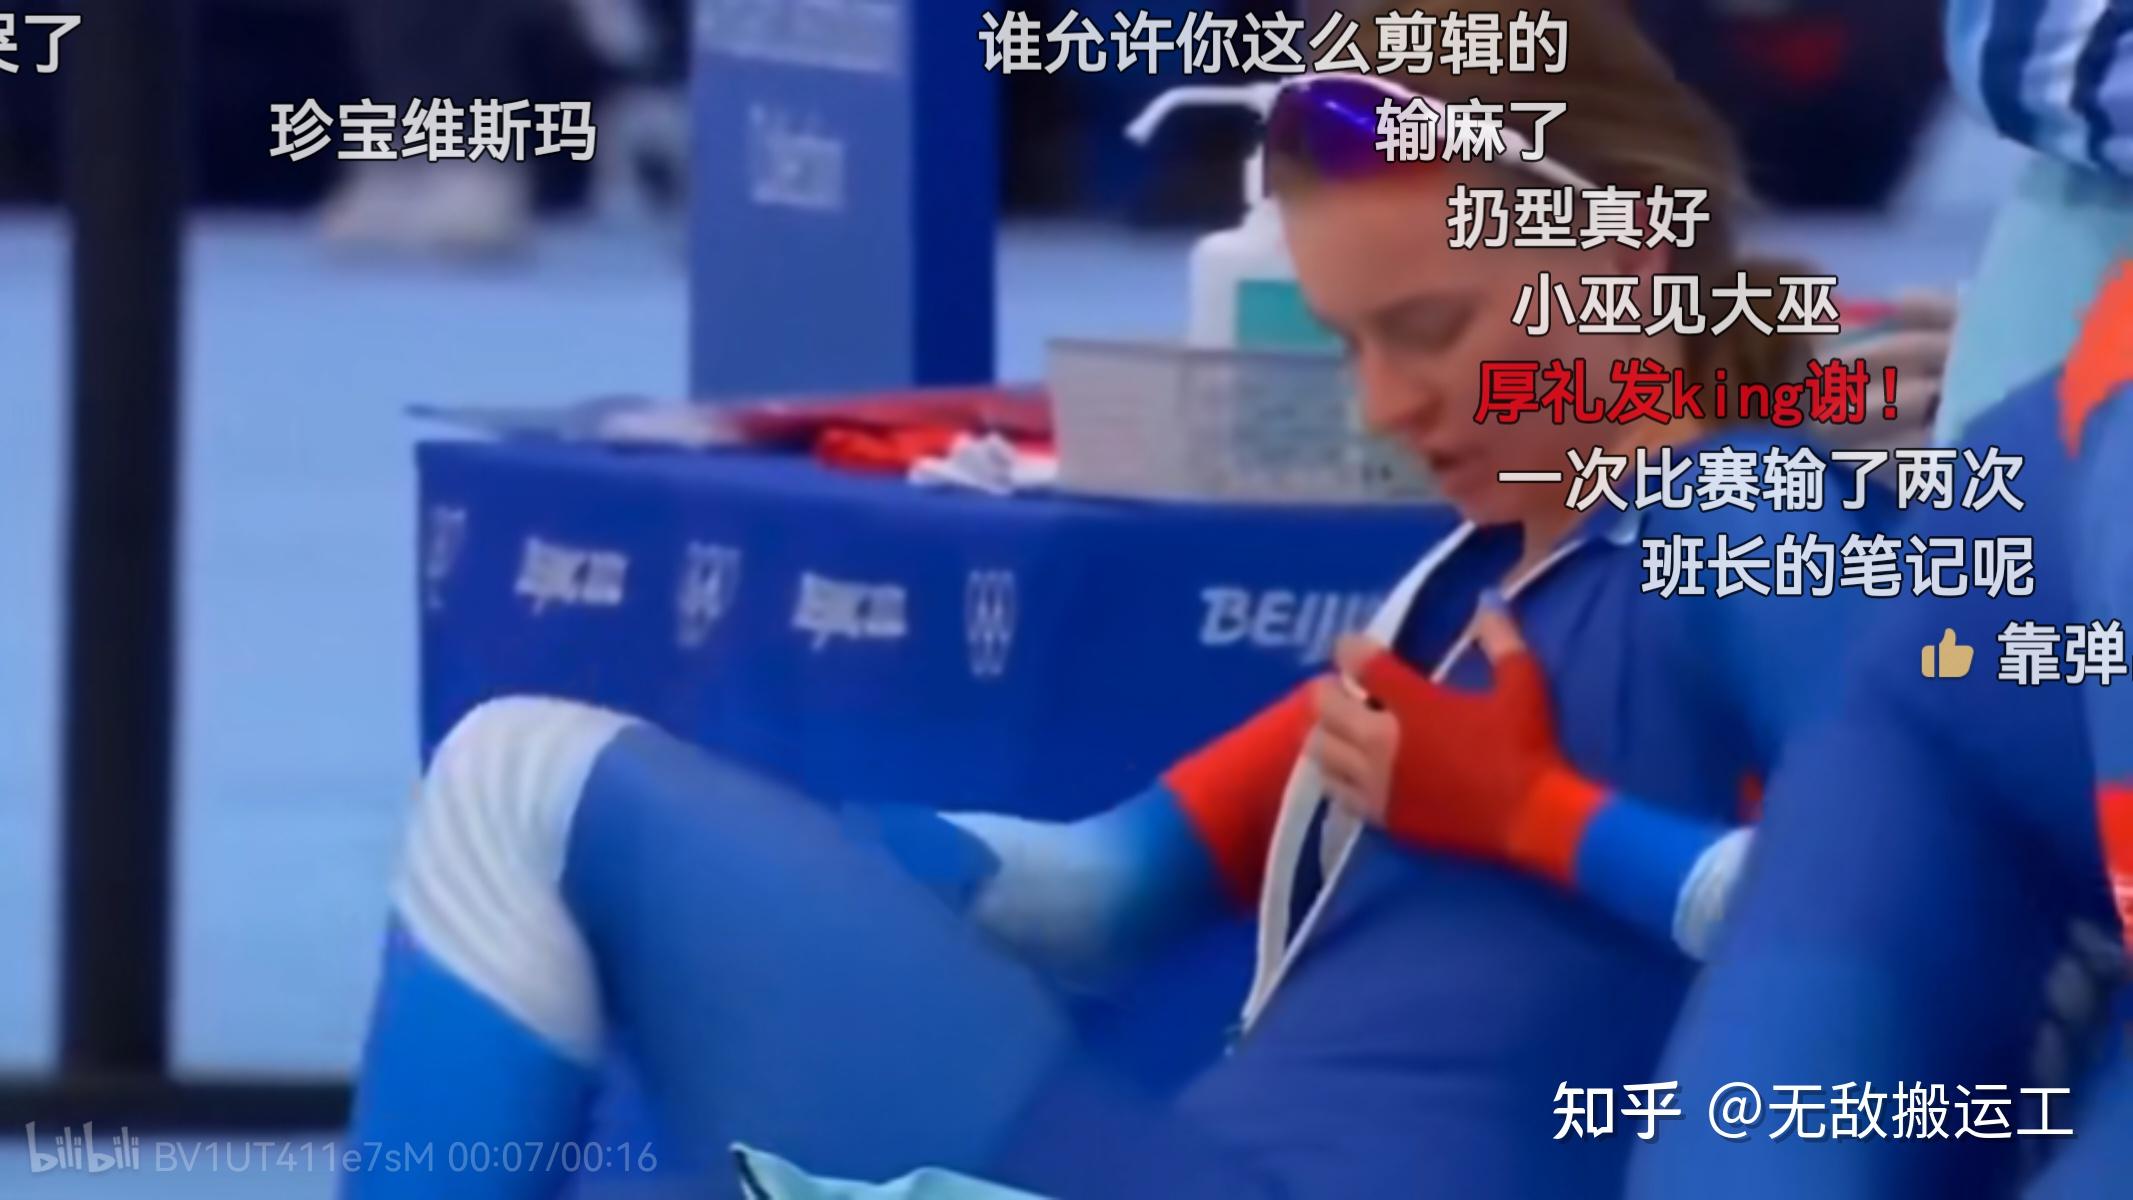 哭了
谁允许你这么剪辑的
珍宝维斯玛
输麻了
扔型真好
小巫见大巫
厚礼发king谢!
一次比赛输了两次
BEIJI
班长的笔记呢
靠弹
知乎 @无敌搬运工
bilibili BV1UT411e7sM 00:07/00:16